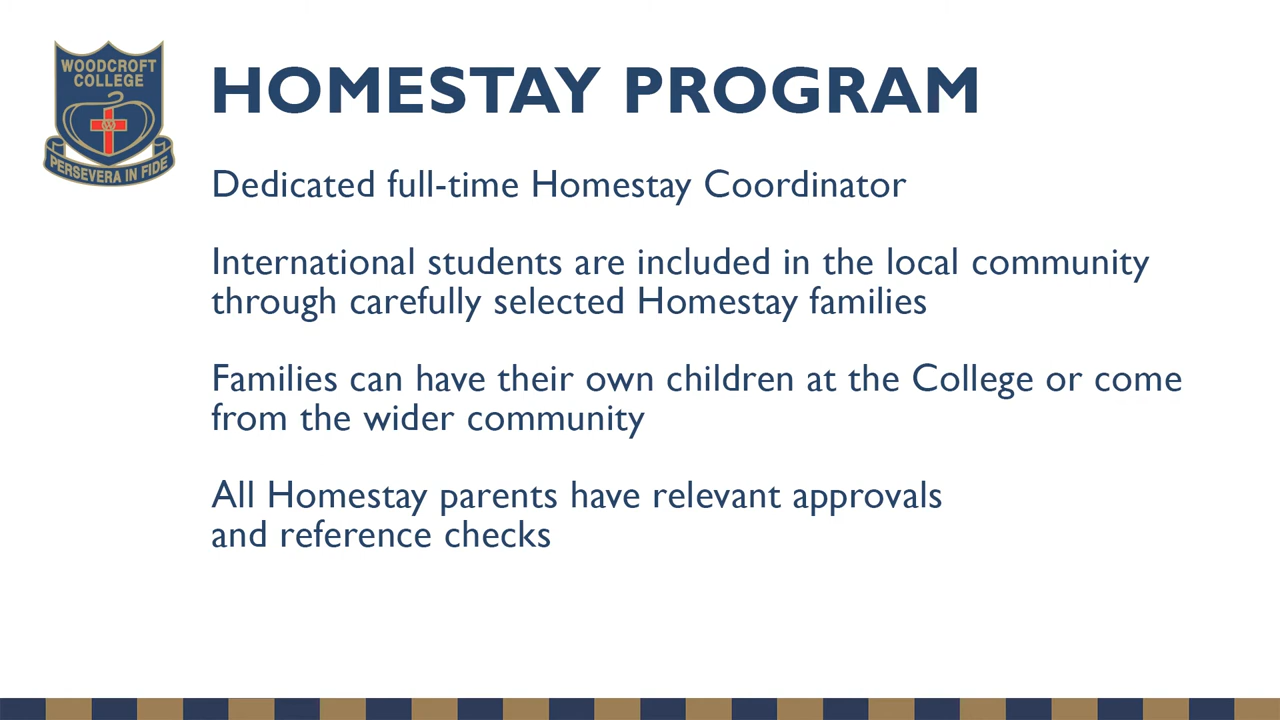 WOODCROFT
COLLEGE
PERSEVERA IN FIDE
HOMESTAY PROGRAM
Dedicated full-time Homestay Coordinator
International students are included in the local community
through carefully selected Homestay families
Families can have their own children at the College or come
from the wider community
All Homestay parents have relevant approvals
and reference checks